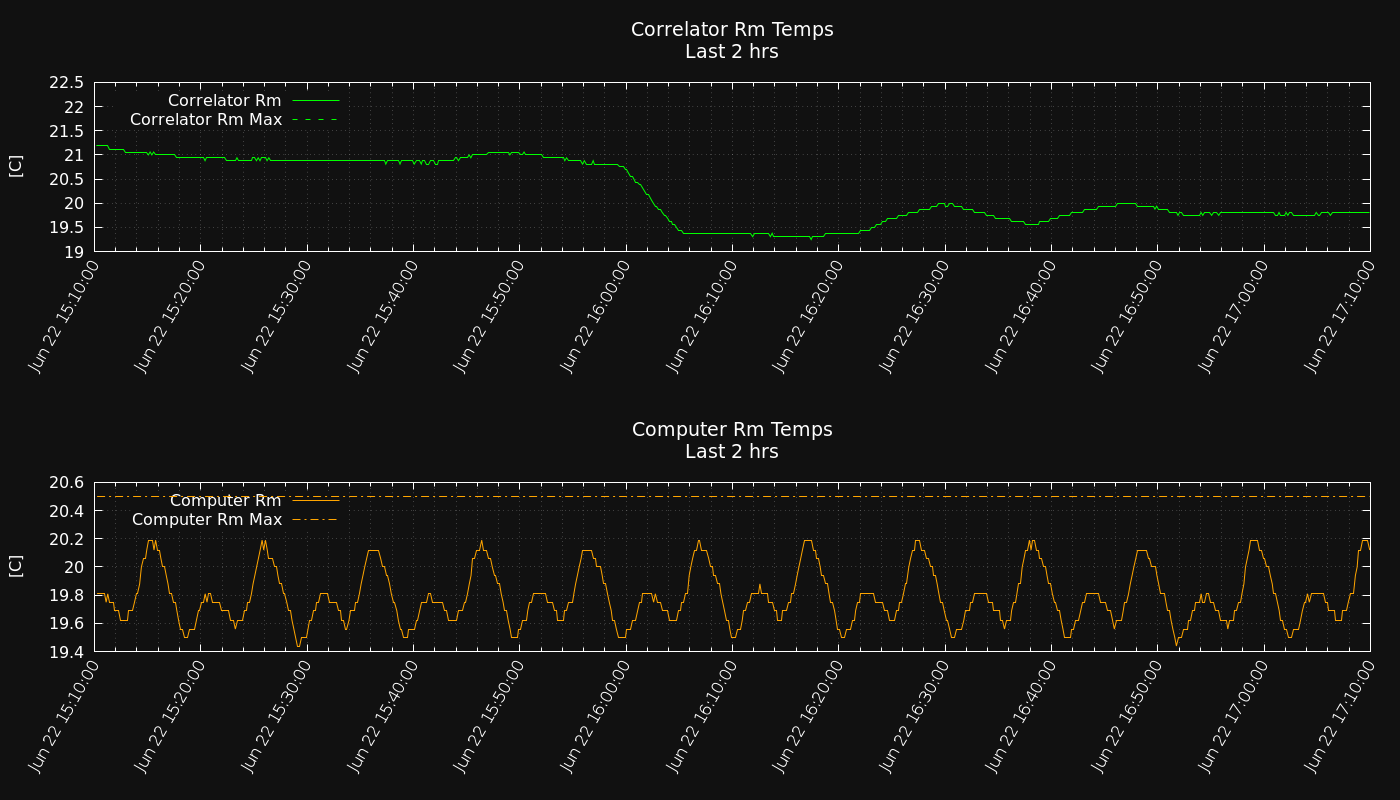 Correlator Rm Temps
Last 2 hrs
[C]
22.5
22
21.5
21
20.5
20
19.5
19
Correlator Rm
Correlator Rm Max
Jun 22 15:10:00
Jun 22 15:20:00
Jun 22 15:30:00
Jun 22 15:40:00
Jun 22 15:50:00
Jun 22 16:00:00
Jun 22 16:10:00
Jun 22 16:20:00
Jun 22 16:30:00
Jun 22 16:40:00
Jun 22 16:50:00
Jun 22 17:00:00
Jun 22 17:10:00
Computer Rm Temps
Last 2 hrs
[C]
20.6
20.4
20.2
20
19.8
19.6
19.4
Computer Rm
Computer Rm Max
Jun 22 15:10:00
Jun 22 15:20:00
Jun 22 15:30:00
Jun 22 15:40:00
Jun 22 15:50:00
Jun 22 16:00:00
Jun 22 16:10:00
Jun 22 16:20:00
Jun 22 16:30:00
Jun 22 16:40:00
Jun 22 16:50:00
Jun 22 17:00:00
Jun 22 17:10:00